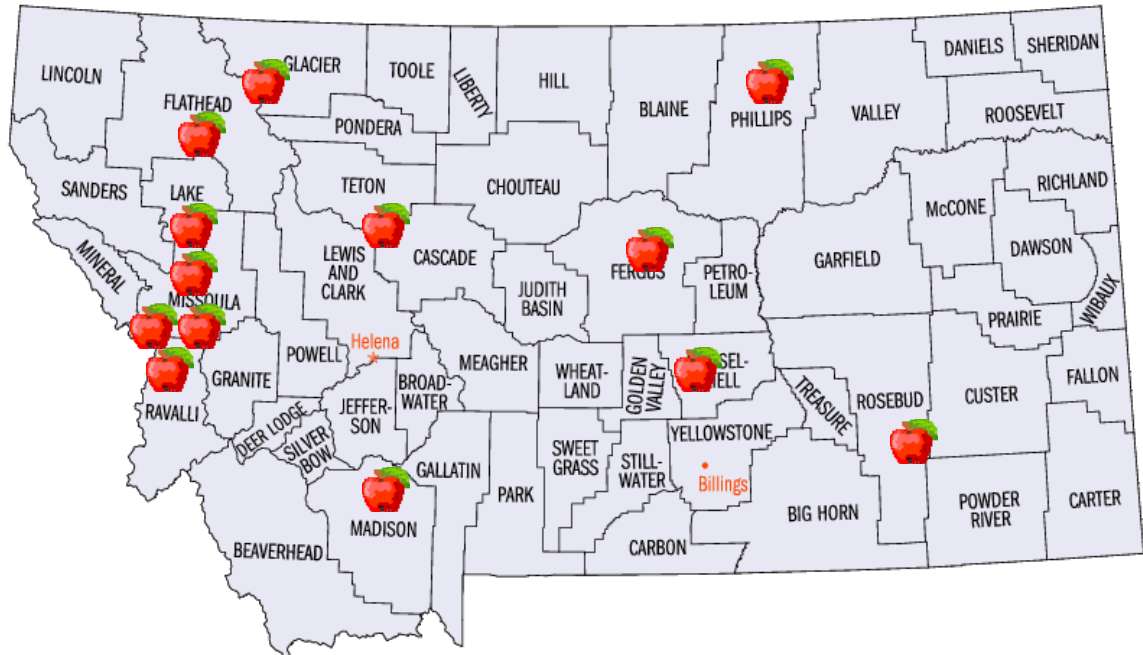 DANIELS
SHERIDAN
GLACIER
TOOLE
LIBERTY
HILL
BLAINE
LINCOLN
FLATHEAD
PHILLIPS
VALLEY
ROOSEVELT
PONDERA
SANDERS
LAKE
TETON
CHOUTEAU
RICHLAND
McCONE
MINERAL
LEWIS
AND
CLARK
CASCADE
FERGUS
PETRO-
LEUM
GARFIELD
DAWSON
JUDITH
BASIN
WIBAUX
MISSOULA
PRAIRIE
Helena
POWELL
MEAGHER
GRANITE
BROAD-
WATER
WHEAT-
LAND
GOLDEN
VALLEY
TREASURE
ROSEBUD
CUSTER
FALLON
RAVALLI
DEER LODGE
JEFFER-
SON
SILVER
BOW
YELLOWSTONE
GALLATIN
SWEET
GRASS
STILL-
WATER
Billings
PARK
MADISON
BIG HORN
POWDER
RIVER
CARTER
BEAVERHEAD
CARBON